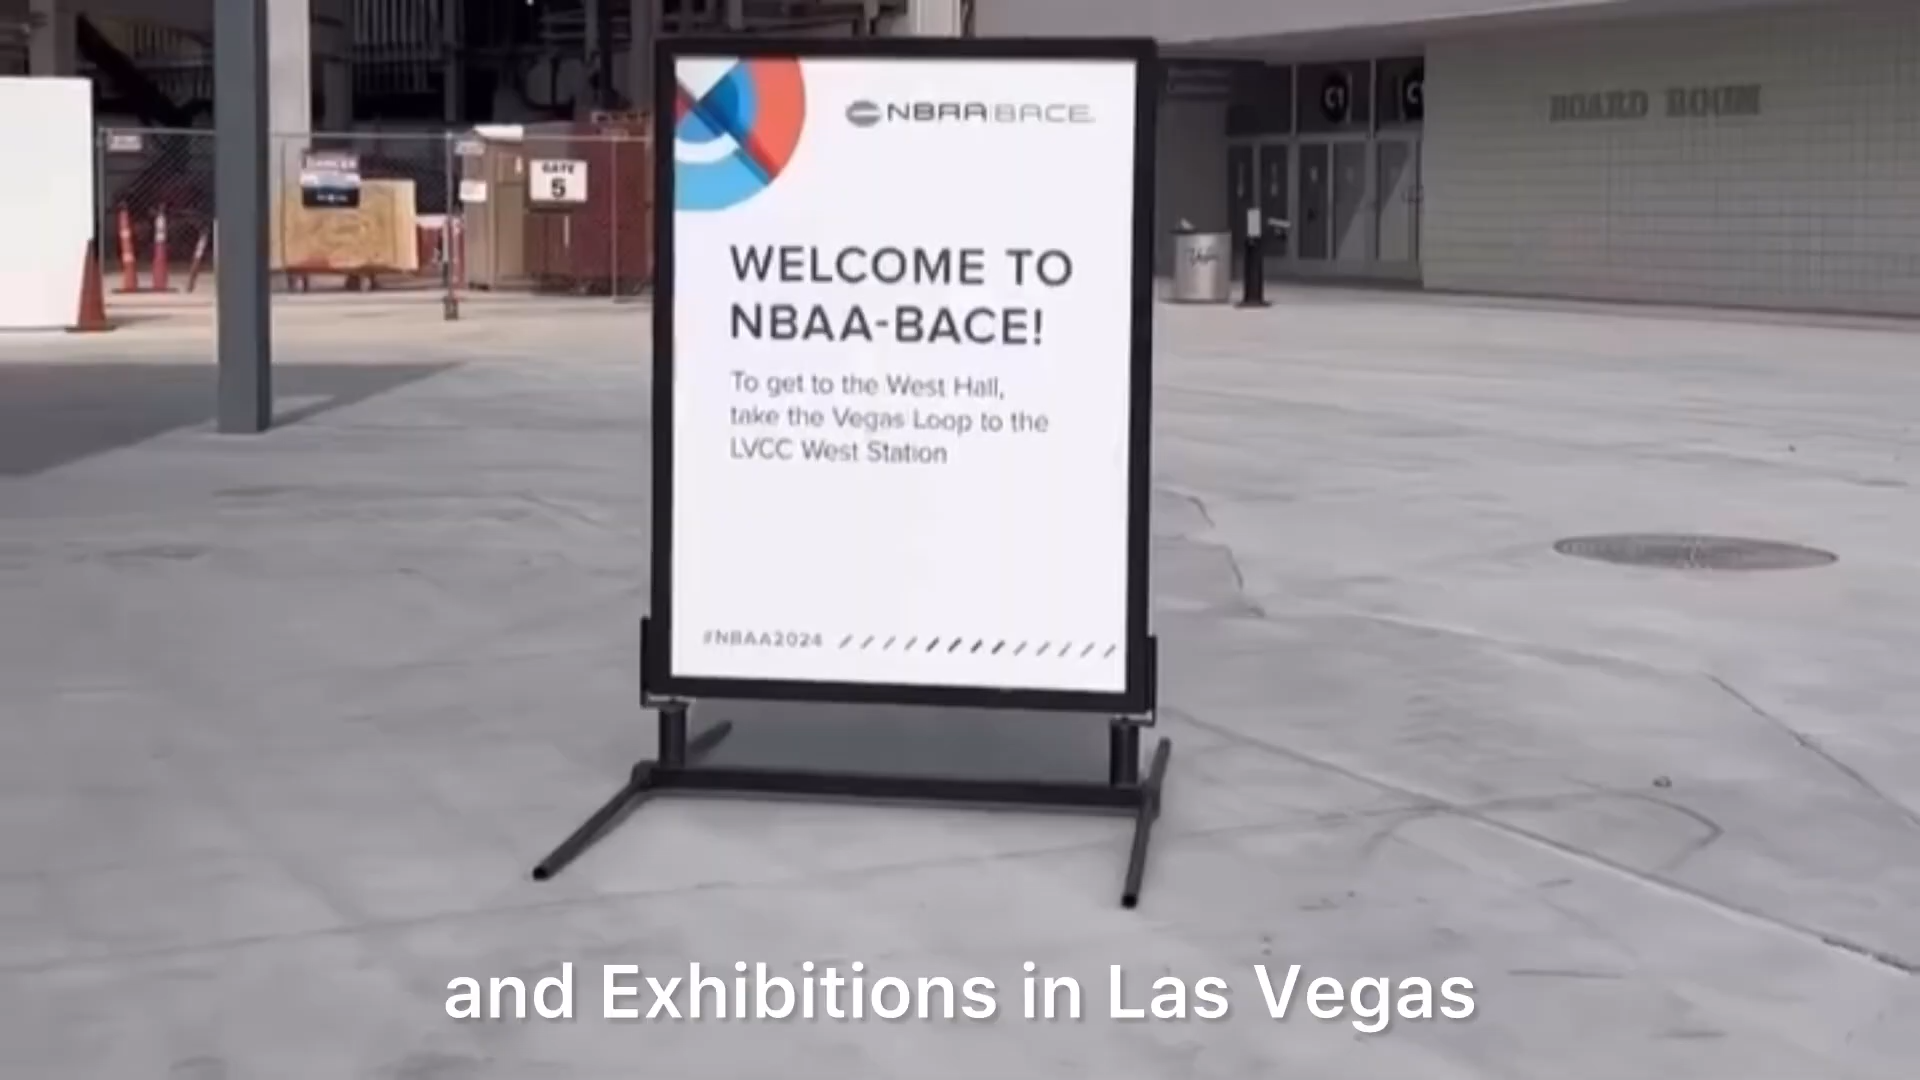 NBAA BACE
BOARD ROOM
C1
GATE
5
DANGER
WELCOME TO
NBAA-BACE!
To get to the West Hall,
take the Vegas Loop to the
LVCC West Station
#NBAA2024
and Exhibitions in Las Vegas